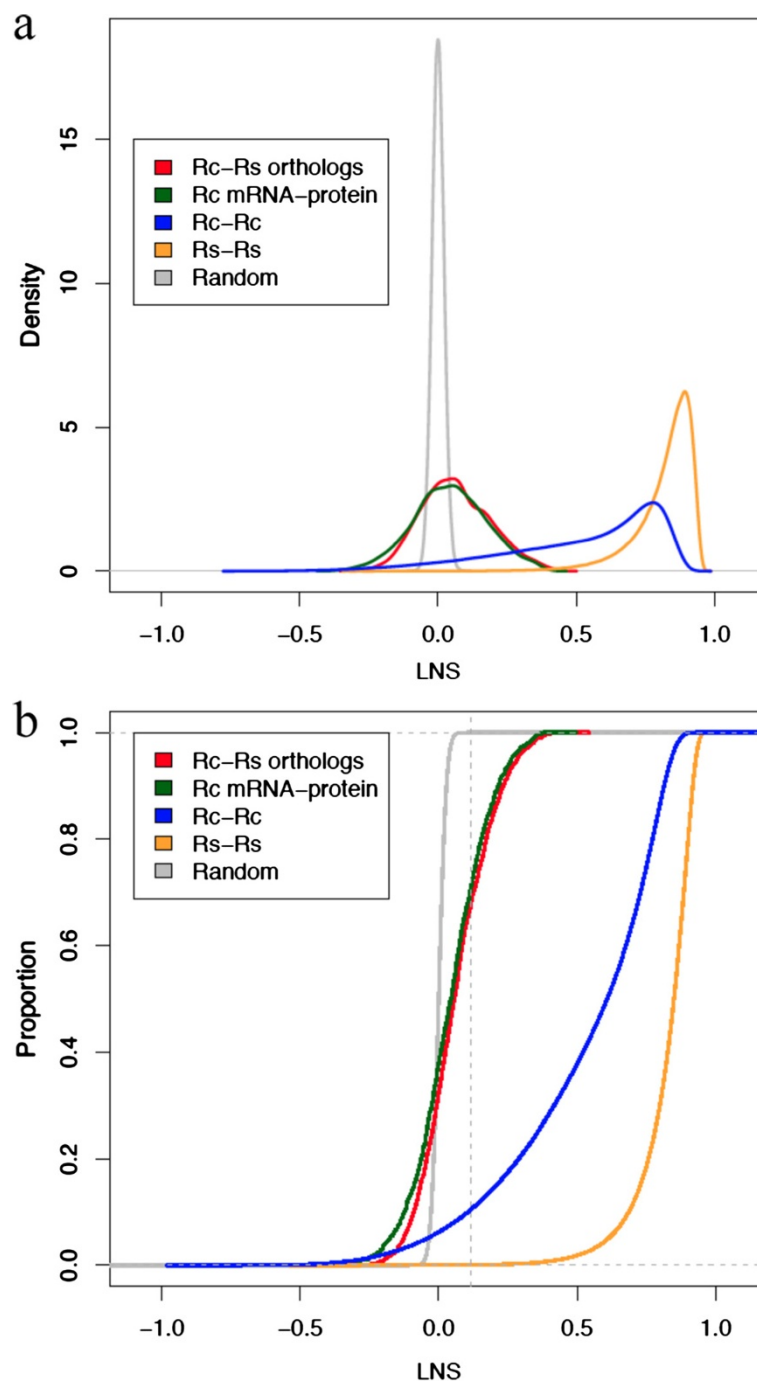 a
15
10
5
0
Density
Rc−Rs orthologs
Rc mRNA−protein
Rc−Rc
Rs−Rs
Random
−1.0 −0.5 0.0 0.5 1.0
LNS
b
1.0
0.8
0.6
0.4
0.2
0.0
Proportion
Rc−Rs orthologs
Rc mRNA−protein
Rc−Rc
Rs−Rs
Random
−1.0 −0.5 0.0 0.5 1.0
LNS